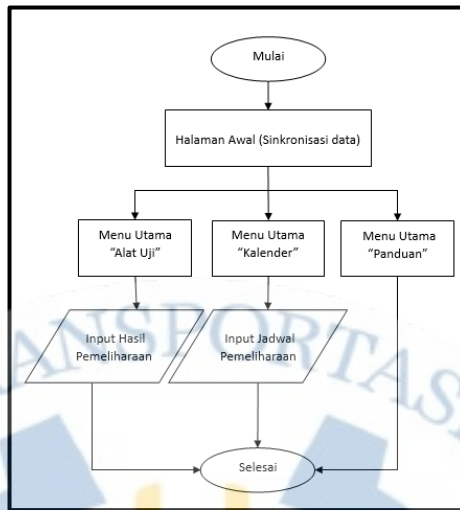 Mulai
Halaman Awal (Sinkronisasi data)
Menu Utama
“Alat Uji”
Menu Utama
“Kalender”
Menu Utama
“Panduan”
Input Hasil
Pemeliharaan
Input Jadwal
Pemeliharaan
Selesai